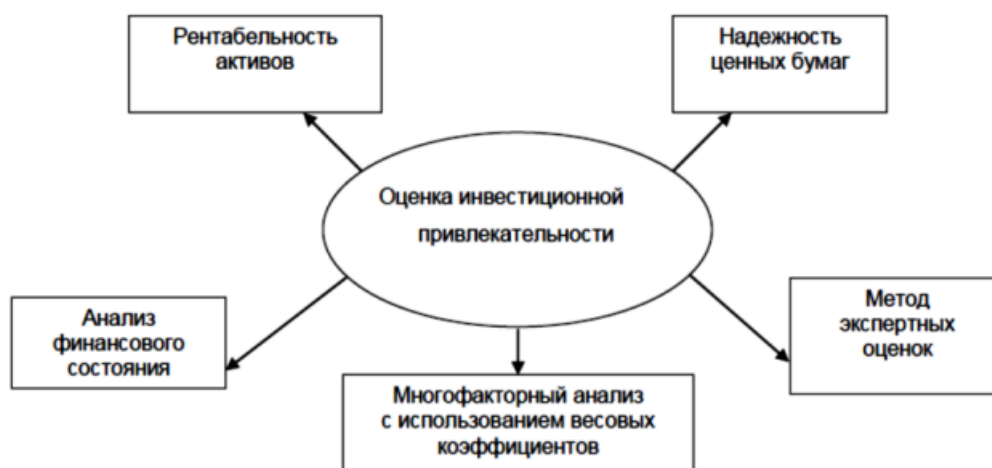 Рентабельность
активов
Надежность
ценных бумаг
Оценка инвестиционной
привлекательности
Анализ
финансового
состояния
Многофакторный анализ
с использованием весовых
коэффициентов
Метод
экспертных
оценок